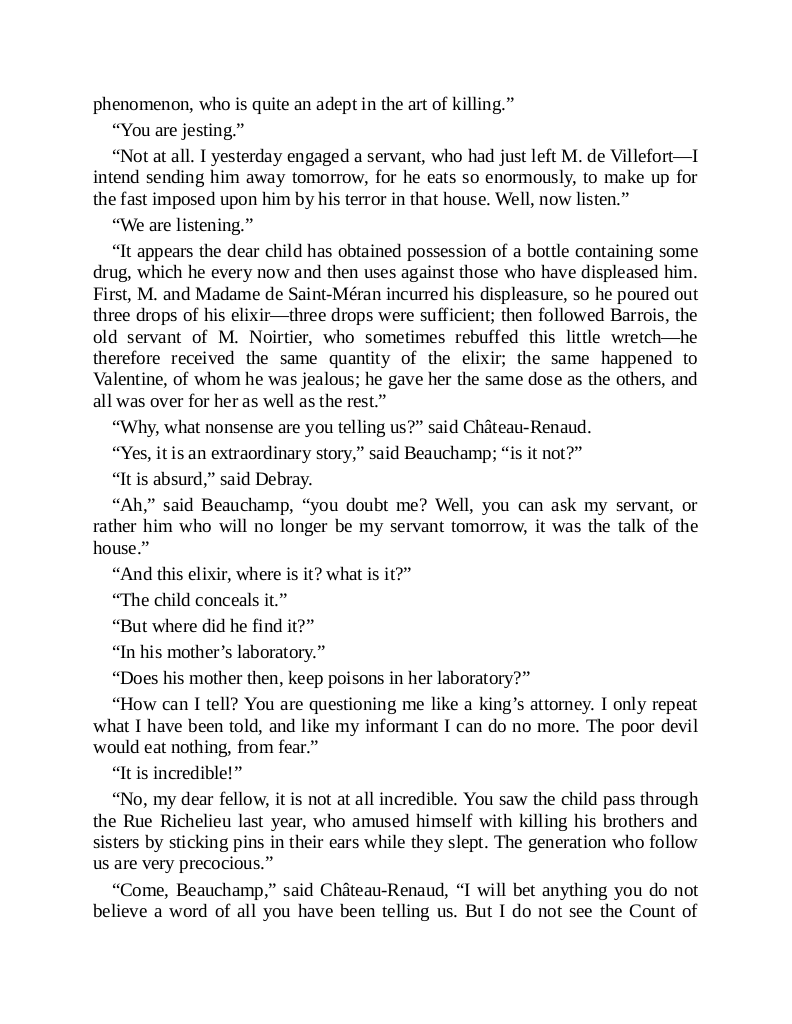 phenomenon, who is quite an adept in the art of killing.”
“You are jesting.”
“Not at all. I yesterday engaged a servant, who had just left M. de Villefort—I
intend sending him away tomorrow, for he eats so enormously, to make up for
the fast imposed upon him by his terror in that house. Well, now listen.”
“We are listening.”
“It appears the dear child has obtained possession of a bottle containing some
drug, which he every now and then uses against those who have displeased him.
First, M. and Madame de Saint-Méran incurred his displeasure, so he poured out
three drops of his elixir—three drops were sufficient; then followed Barrois, the
old servant of M. Noirtier, who sometimes rebuffed this little wretch—he
therefore received the same quantity of the elixir; the same happened to
Valentine, of whom he was jealous; he gave her the same dose as the others, and
all was over for her as well as the rest.”
“Why, what nonsense are you telling us?” said Château-Renaud.
“Yes, it is an extraordinary story,” said Beauchamp; “is it not?”
“It is absurd,” said Debray.
“Ah,” said Beauchamp, “you doubt me? Well, you can ask my servant, or
rather him who will no longer be my servant tomorrow, it was the talk of the
house.”
“And this elixir, where is it? what is it?”
“The child conceals it.”
“But where did he find it?”
“In his mother’s laboratory.”
“Does his mother then, keep poisons in her laboratory?”
“How can I tell? You are questioning me like a king’s attorney. I only repeat
what I have been told, and like my informant I can do no more. The poor devil
would eat nothing, from fear.”
“It is incredible!”
“No, my dear fellow, it is not at all incredible. You saw the child pass through
the Rue Richelieu last year, who amused himself with killing his brothers and
sisters by sticking pins in their ears while they slept. The generation who follow
us are very precocious.”
“Come, Beauchamp,” said Château-Renaud, “I will bet anything you do not
believe a word of all you have been telling us. But I do not see the Count of